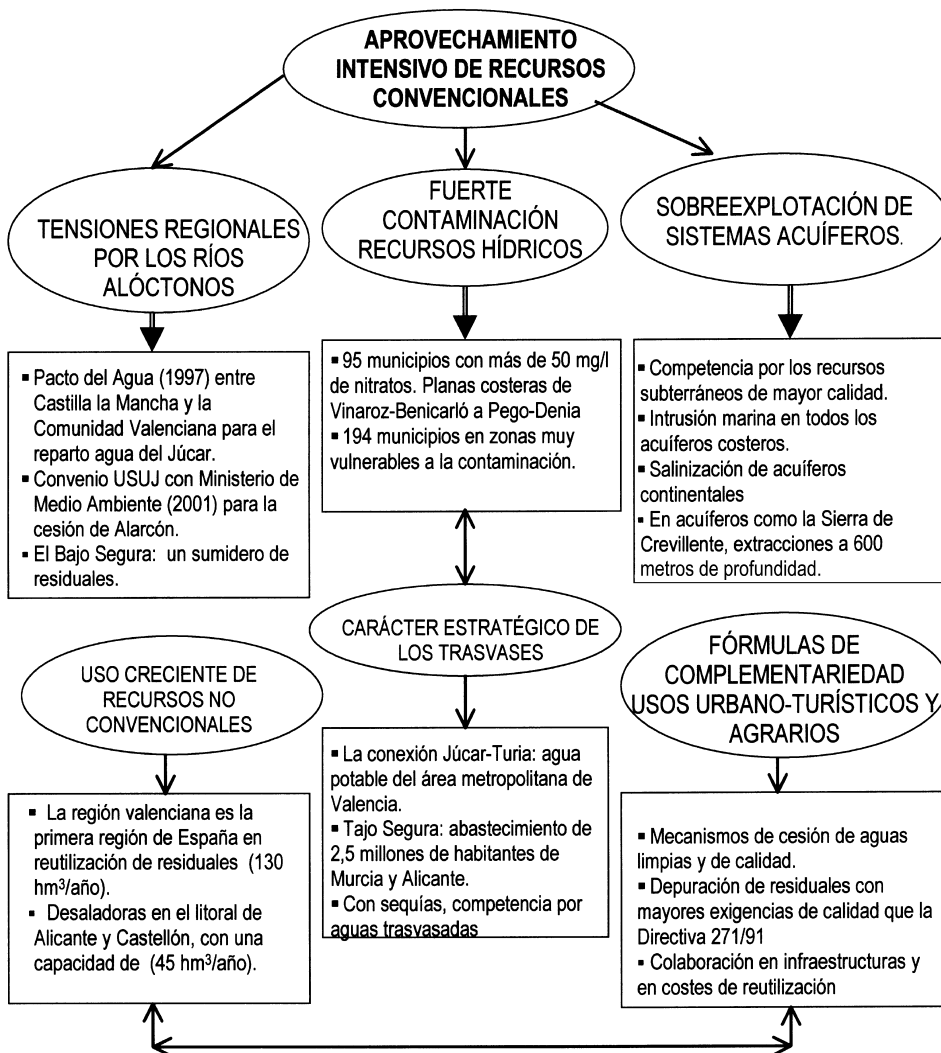 APROVECHAMIENTO
INTENSIVO DE RECURSOS
CONVENCIONALES
TENSIONES REGIONALES
POR LOS RÍOS
ALÓCTONOS
FUERTE
CONTAMINACIÓN
RECURSOS HÍDRICOS
SOBREEXPLOTACIÓN DE
SISTEMAS ACUÍFEROS.
▪ Pacto del Agua (1997) entre
Castilla la Mancha y la
Comunidad Valenciana para el
reparto agua del Júcar.
▪ Convenio USUJ con Ministerio de
Medio Ambiente (2001) para la
cesión de Alarcón.
▪ El Bajo Segura: un sumidero de
residuales.
▪ 95 municipios con más de 50 mg/l
de nitratos. Planas costeras de
Vinaroz-Benicarló a Pego-Denia
▪ 194 municipios en zonas muy
vulnerables a la contaminación.
▪ Competencia por los recursos
subterráneos de mayor calidad.
▪ Intrusión marina en todos los
acuíferos costeros.
▪ Salinización de acuíferos
continentales
▪ En acuíferos como la Sierra de
Crevillente, extracciones a 600
metros de profundidad.
USO CRECIENTE DE
RECURSOS NO
CONVENCIONALES
CARÁCTER ESTRATÉGICO DE
LOS TRASVASES
FÓRMULAS DE
COMPLEMENTARIEDAD
USOS URBANO-TURÍSTICOS Y
AGRARIOS
▪ La región valenciana es la
primera región de España en
reutilización de residuales (130
hm³/año).
▪ Desaladoras en el litoral de
Alicante y Castellón, con una
capacidad de (45 hm³/año).
▪ La conexión Júcar-Turia: agua
potable del área metropolitana de
Valencia.
▪ Tajo Segura: abastecimiento de
2,5 millones de habitantes de
Murcia y Alicante.
▪ Con sequías, competencia por
aguas trasvasadas
▪ Mecanismos de cesión de aguas
limpias y de calidad.
▪ Depuración de residuales con
mayores exigencias de calidad que la
Directiva 271/91
▪ Colaboración en infraestructuras y
en costes de reutilización